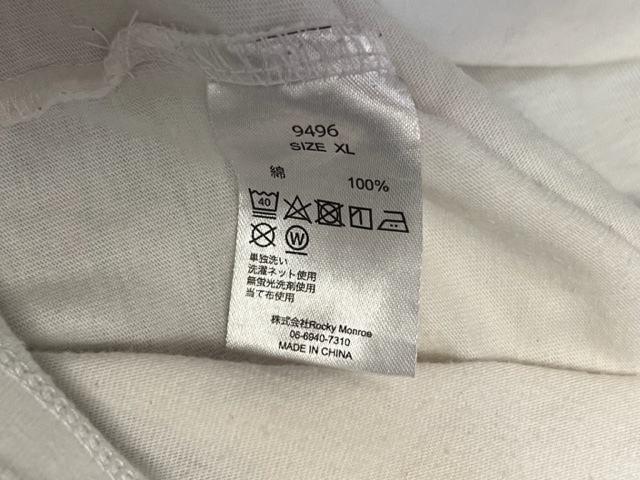 9496
SIZE XL
綿 100%
40
W
単独洗い
洗濯ネット使用
無蛍光洗剤使用
当て布使用
株式会社Rocky Monroe
06-6940-7310
MADE IN CHINA